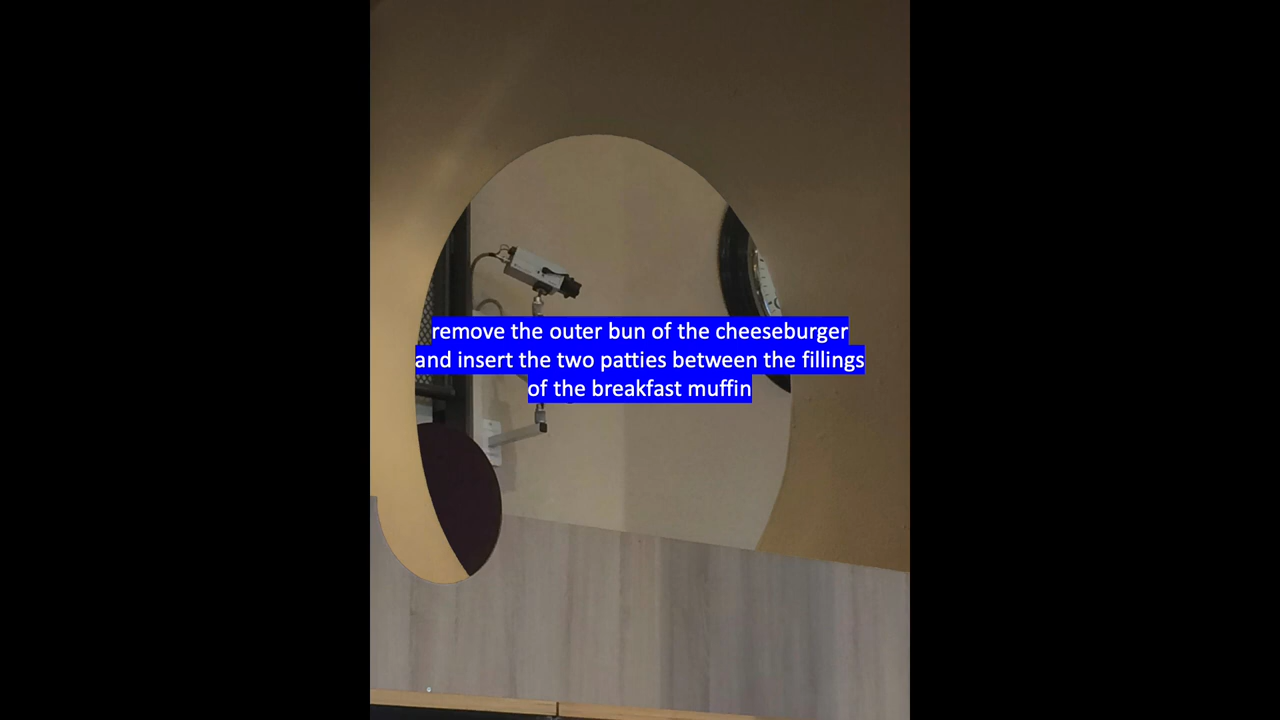 remove the outer bun of the cheeseburger
and insert the two patties between the fillings
of the breakfast muffin